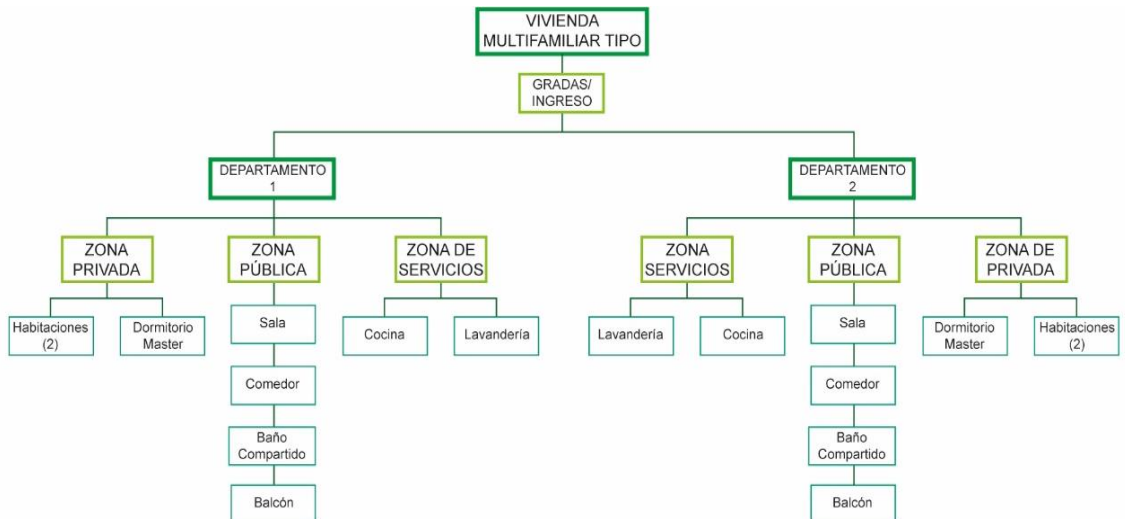 VIVIENDA
MULTIFAMILIAR TIPO
GRADAS/
INGRESO
DEPARTAMENTO
1
DEPARTAMENTO
2
ZONA
PRIVADA
ZONA
PÚBLICA
ZONA DE
SERVICIOS
ZONA
SERVICIOS
ZONA
PÚBLICA
ZONA DE
PRIVADA
Habitaciones
(2)
Dormitorio
Master
Sala
Cocina
Lavandería
Lavandería
Cocina
Sala
Dormitorio
Master
Habitaciones
(2)
Comedor
Comedor
Baño
Compartido
Baño
Compartido
Balcón
Balcón